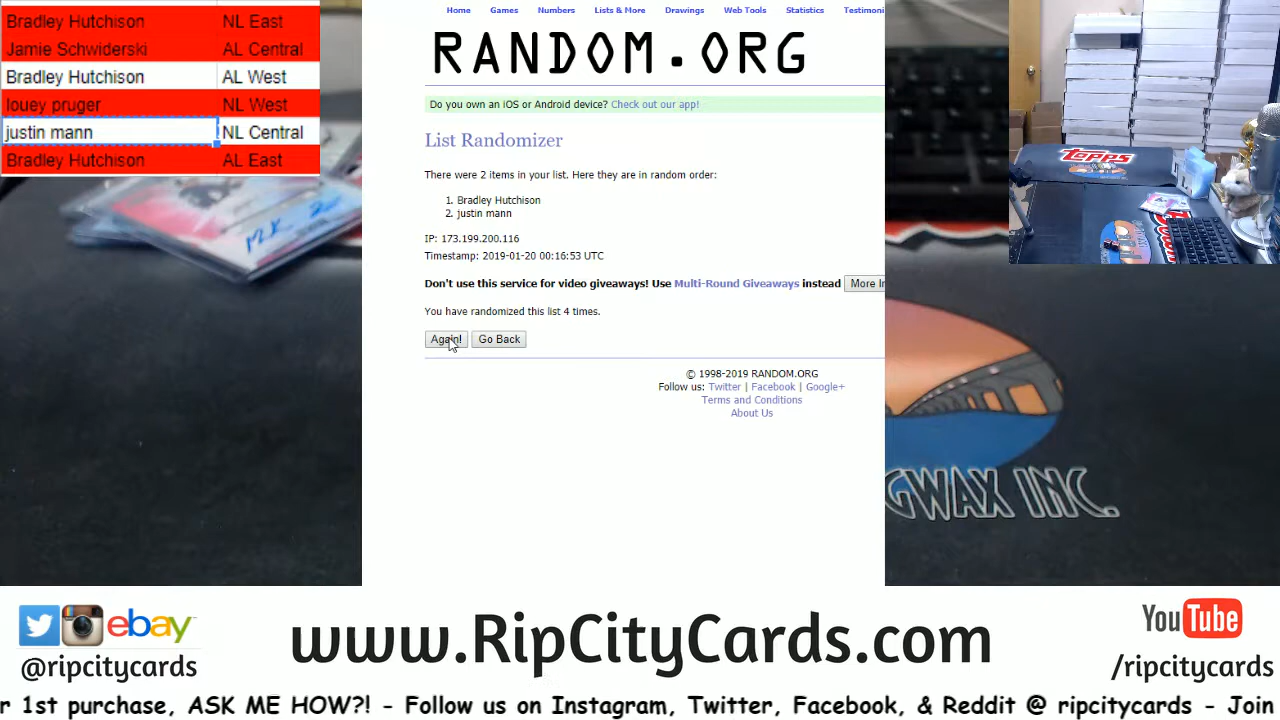 Bradley Hutchison NL East
Jamie Schwiderski AL Central
Bradley Hutchison AL West
louey pruger NL West
justin mann NL Central
Bradley Hutchison AL East
Home Games Numbers Lists & More Drawings Web Tools Statistics Testimoni
RANDOM.ORG
Do you own an iOS or Android device? Check out our app!
List Randomizer
There were 2 items in your list. Here they are in random order:
1. Bradley Hutchison
2. justin mann
IP: 173.199.200.116
Timestamp: 2019-01-20 00:16:53 UTC
Don't use this service for video giveaways! Use Multi-Round Giveaways instead More In
You have randomized this list 4 times.
Again! Go Back
© 1998-2019 RANDOM.ORG
Follow us: Twitter | Facebook | Google+
Terms and Conditions
About Us
Topps
GWAX INC.
ebay
@ripcitycards
www.RipCityCards.com
YouTube
/ripcitycards
r 1st purchase, ASK ME HOW?! - Follow us on Instagram, Twitter, Facebook, & Reddit @ ripcitycards - Join